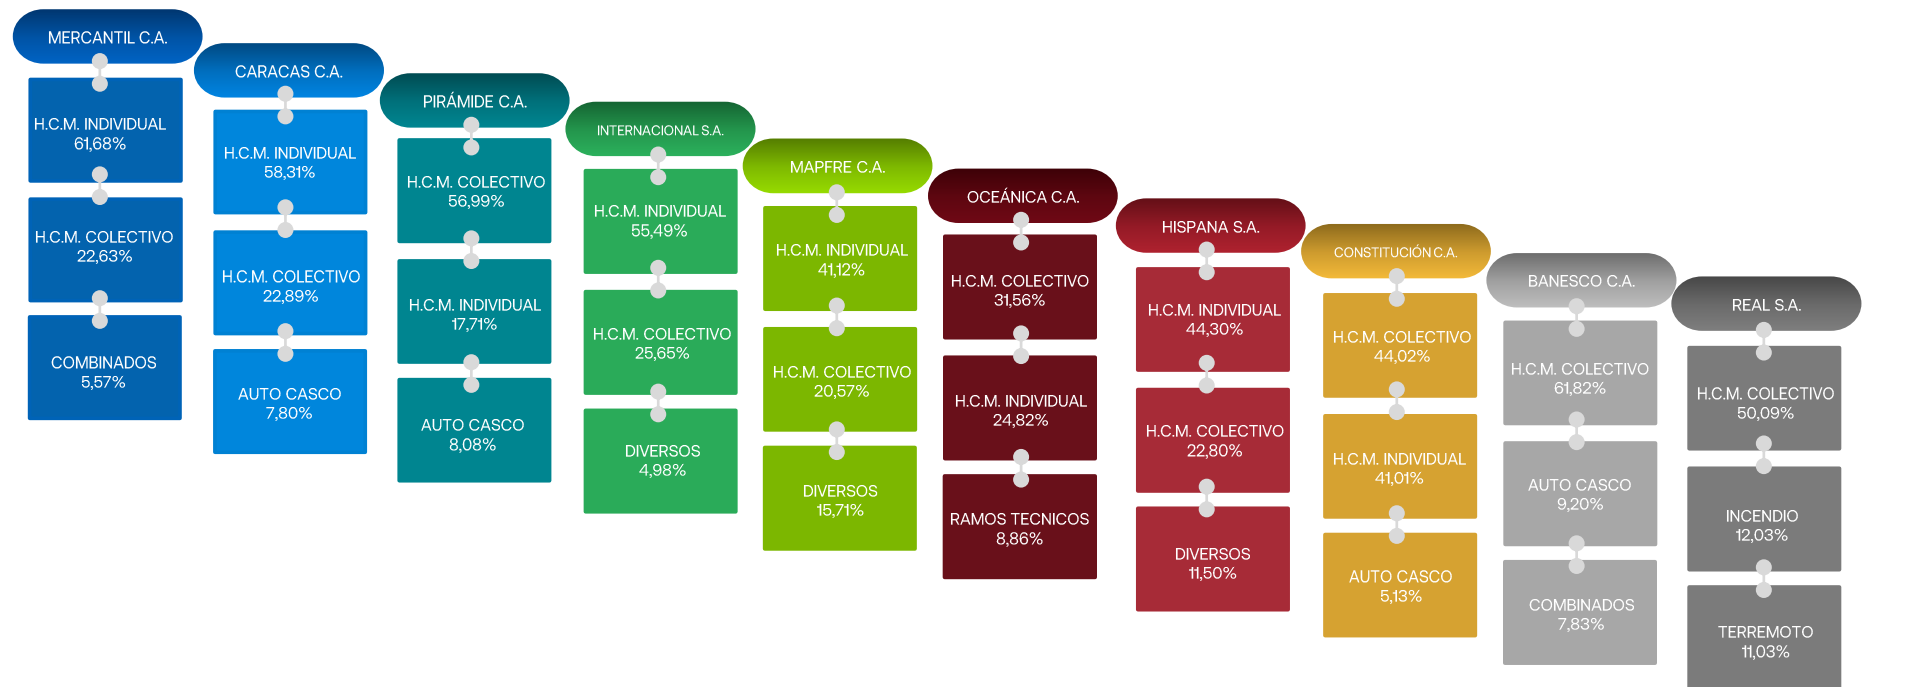 MERCANTIL C.A.
H.C.M. INDIVIDUAL
61,68%
H.C.M. COLECTIVO
22,63%
COMBINADOS
5,57%
CARACAS C.A.
H.C.M. INDIVIDUAL
58,31%
H.C.M. COLECTIVO
22,89%
AUTO CASCO
7,80%
PIRÁMIDE C.A.
H.C.M. COLECTIVO
56,99%
H.C.M. INDIVIDUAL
17,71%
AUTO CASCO
8,08%
INTERNACIONAL S.A.
H.C.M. INDIVIDUAL
55,49%
H.C.M. COLECTIVO
25,65%
DIVERSOS
4,98%
MAPFRE C.A.
H.C.M. INDIVIDUAL
41,12%
H.C.M. COLECTIVO
20,57%
DIVERSOS
15,71%
OCEÁNICA C.A.
H.C.M. COLECTIVO
31,56%
H.C.M. INDIVIDUAL
24,82%
RAMOS TECNICOS
8,86%
HISPANA S.A.
H.C.M. INDIVIDUAL
44,30%
H.C.M. COLECTIVO
22,80%
DIVERSOS
11,50%
CONSTITUCIÓN C.A.
H.C.M. COLECTIVO
44,02%
H.C.M. INDIVIDUAL
41,01%
AUTO CASCO
5,13%
BANESCO C.A.
H.C.M. COLECTIVO
61,82%
AUTO CASCO
9,20%
COMBINADOS
7,83%
REAL S.A.
H.C.M. COLECTIVO
50,09%
INCENDIO
12,03%
TERREMOTO
11,03%